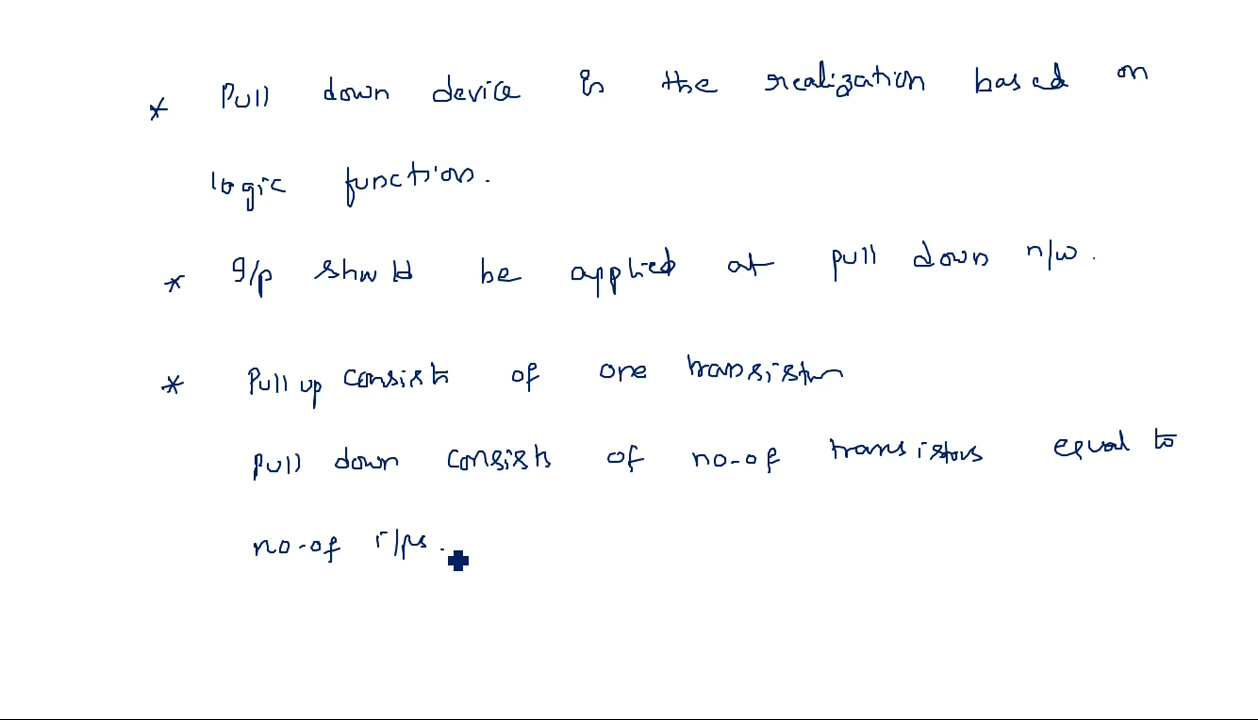 * Pull down device is the realization based on
logic function.
* I/p should be applied at pull down n/w.
* Pull up consists of one transistor
pull down consists of no-of transistors equal to
no-of i/ps.